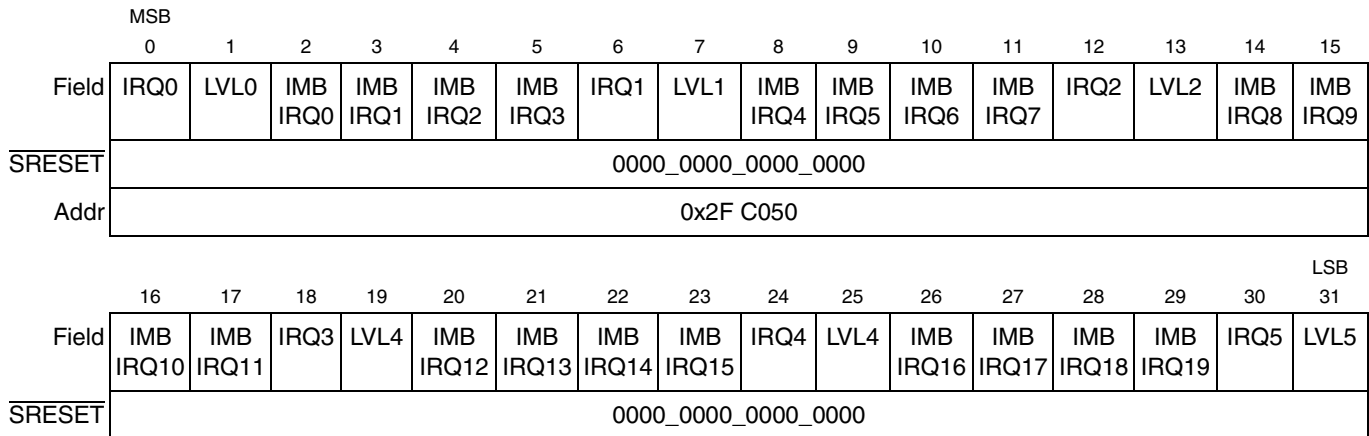 MSB
0 1 2 3 4 5 6 7 8 9 10 11 12 13 14 15
Field IRQ0 LVL0 IMB IMB IMB IMB IRQ1 LVL1 IMB IMB IMB IMB IRQ2 LVL2 IMB IMB
IRQ0 IRQ1 IRQ2 IRQ3 IRQ4 IRQ5 IRQ6 IRQ7 IRQ8 IRQ9
SRESET 0000_0000_0000_0000
Addr 0x2F C050
LSB
16 17 18 19 20 21 22 23 24 25 26 27 28 29 30 31
Field IMB IMB IRQ3 LVL4 IMB IMB IMB IMB IRQ4 LVL4 IMB IMB IMB IMB IRQ5 LVL5
IRQ10 IRQ11 IRQ12 IRQ13 IRQ14 IRQ15 IRQ16 IRQ17 IRQ18 IRQ19
SRESET 0000_0000_0000_0000